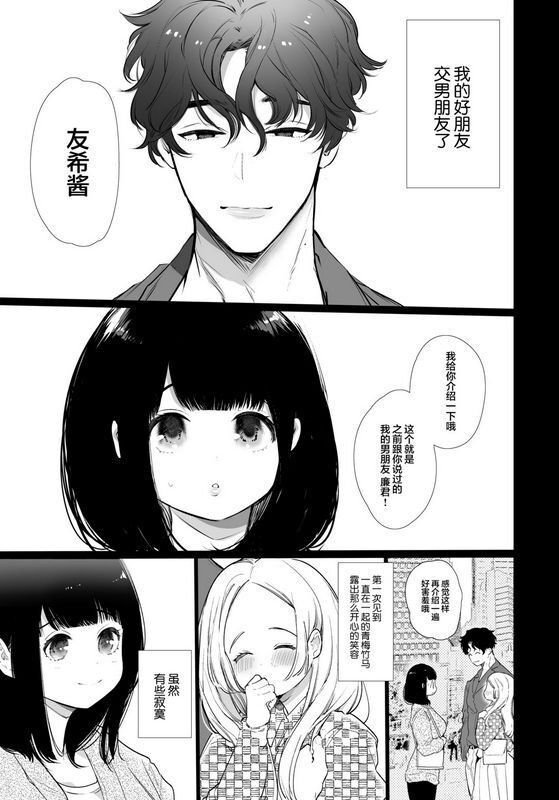 我的好朋友
交男朋友了
友希酱
我给你介绍一下哦
这个就是
之前跟你说过的
我的男朋友 廉君！
感觉这样
再介绍一遍
好害羞哦
第一次见到
一直在一起的青梅竹马
露出那么开心的笑容
虽然
有些寂寞